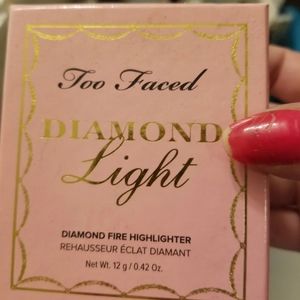 Too Faced
DIAMOND
Light
DIAMOND FIRE HIGHLIGHTER
REHAUSSEUR ÉCLAT DIAMANT
Net Wt. 12 g / 0.42 Oz.